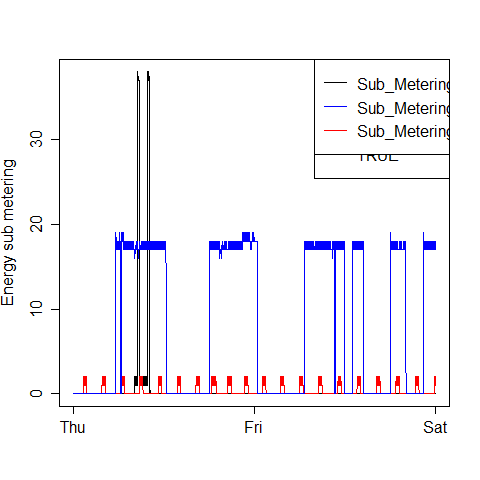 Sub_Metering
Sub_Metering
Sub_Metering
TRUE
Energy sub metering
30
20
10
0
Thu Fri Sat